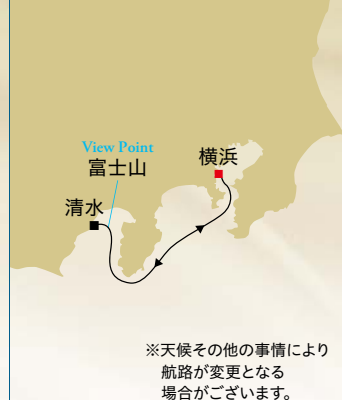 View Point
富士山
横浜
清水
※天候その他の事情により
航路が変更となる
場合がございます。